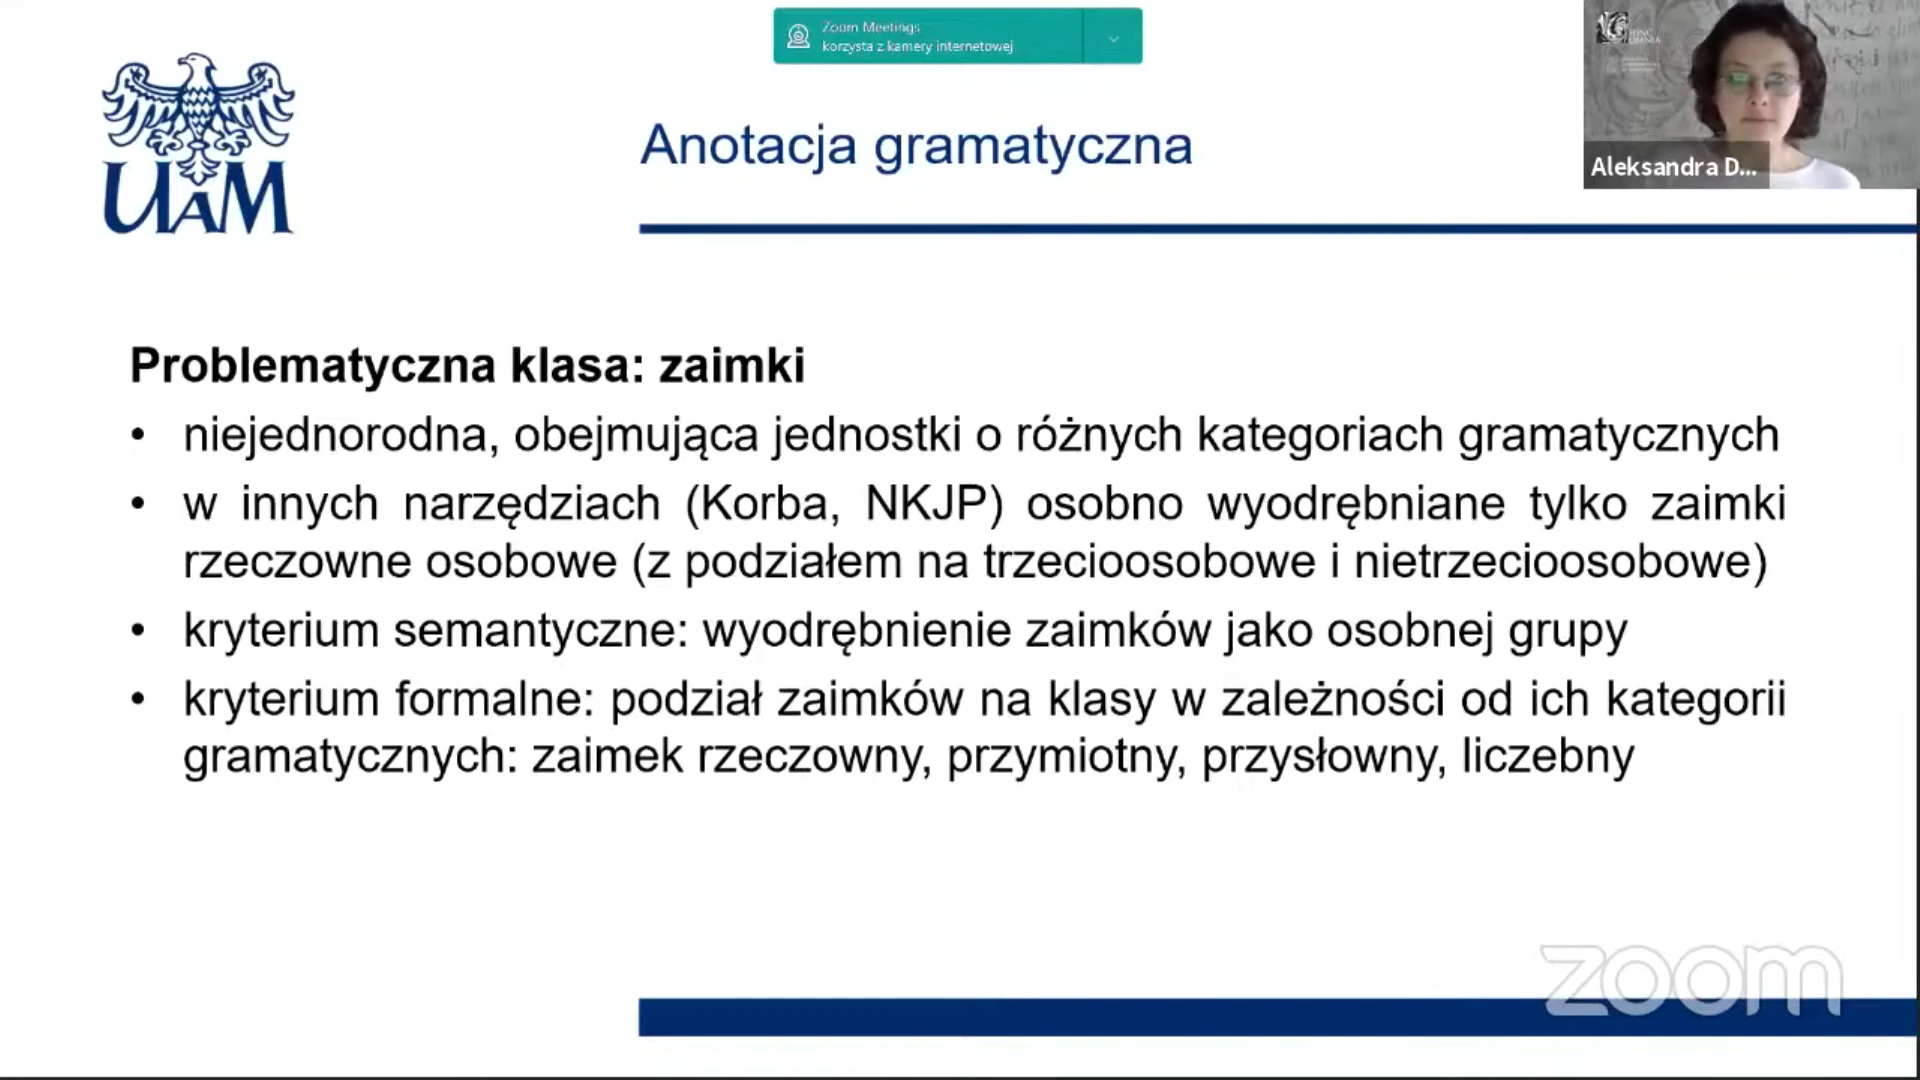 Zoom Meetings
korzysta z kamery internetowej
UAM
Anotacja gramatyczna
Aleksandra D...
Problematyczna klasa: zaimki
• niejednorodna, obejmująca jednostki o różnych kategoriach gramatycznych
• w innych narzędziach (Korba, NKJP) osobno wyodrębniane tylko zaimki
rzeczowne osobowe (z podziałem na trzecioosobowe i nietrzecioosobowe)
• kryterium semantyczne: wyodrębnienie zaimków jako osobnej grupy
• kryterium formalne: podział zaimków na klasy w zależności od ich kategorii
gramatycznych: zaimek rzeczowny, przymiotny, przysłowny, liczebny
zoom